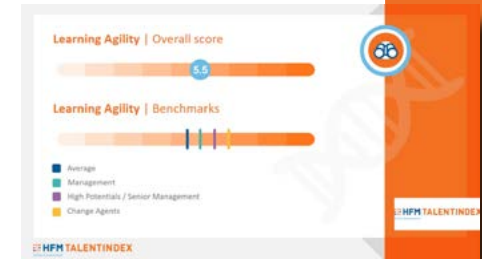 Learning Agility | Overall score
5.5
Learning Agility | Benchmarks
Average
Management
High Potentials / Senior Management
Change Agents
HFM TALENTINDEX
HFM TALENTINDEX